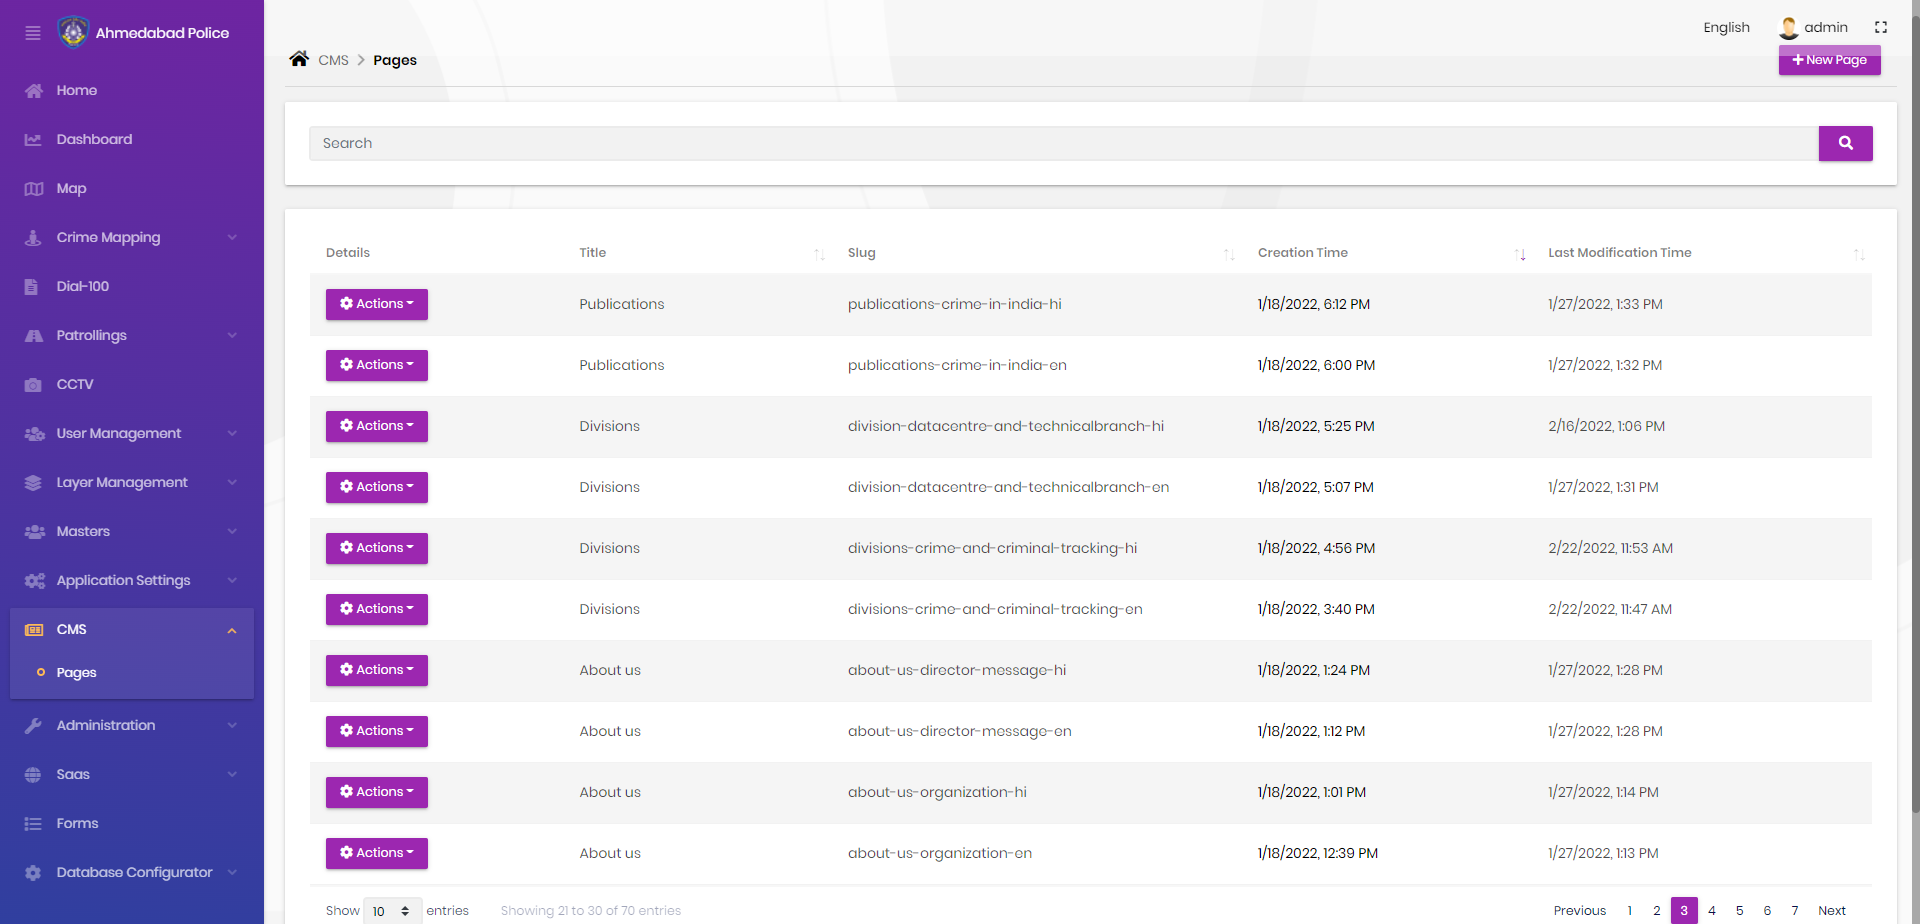 Ahmedabad Police
Home
Dashboard
Map
Crime Mapping
Dial-100
Patrollings
CCTV
User Management
Layer Management
Masters
Application Settings
CMS
Pages
Administration
Saas
Forms
Database Configurator
English admin
CMS Pages
New Page
Search
Details Title Slug Creation Time Last Modification Time
Actions Publications publications-crime-in-india-hi 1/18/2022, 6:12 PM 1/27/2022, 1:33 PM
Actions Publications publications-crime-in-india-en 1/18/2022, 6:00 PM 1/27/2022, 1:32 PM
Actions Divisions division-datacentre-and-technicalbranch-hi 1/18/2022, 5:25 PM 2/16/2022, 1:06 PM
Actions Divisions division-datacentre-and-technicalbranch-en 1/18/2022, 5:07 PM 1/27/2022, 1:31 PM
Actions Divisions divisions-crime-and-criminal-tracking-hi 1/18/2022, 4:56 PM 2/22/2022, 11:53 AM
Actions Divisions divisions-crime-and-criminal-tracking-en 1/18/2022, 3:40 PM 2/22/2022, 11:47 AM
Actions About us about-us-director-message-hi 1/18/2022, 1:24 PM 1/27/2022, 1:28 PM
Actions About us about-us-director-message-en 1/18/2022, 1:12 PM 1/27/2022, 1:28 PM
Actions About us about-us-organization-hi 1/18/2022, 1:01 PM 1/27/2022, 1:14 PM
Actions About us about-us-organization-en 1/18/2022, 12:39 PM 1/27/2022, 1:13 PM
Show 10 entries Showing 21 to 30 of 70 entries Previous 1 2 3 4 5 6 7 Next